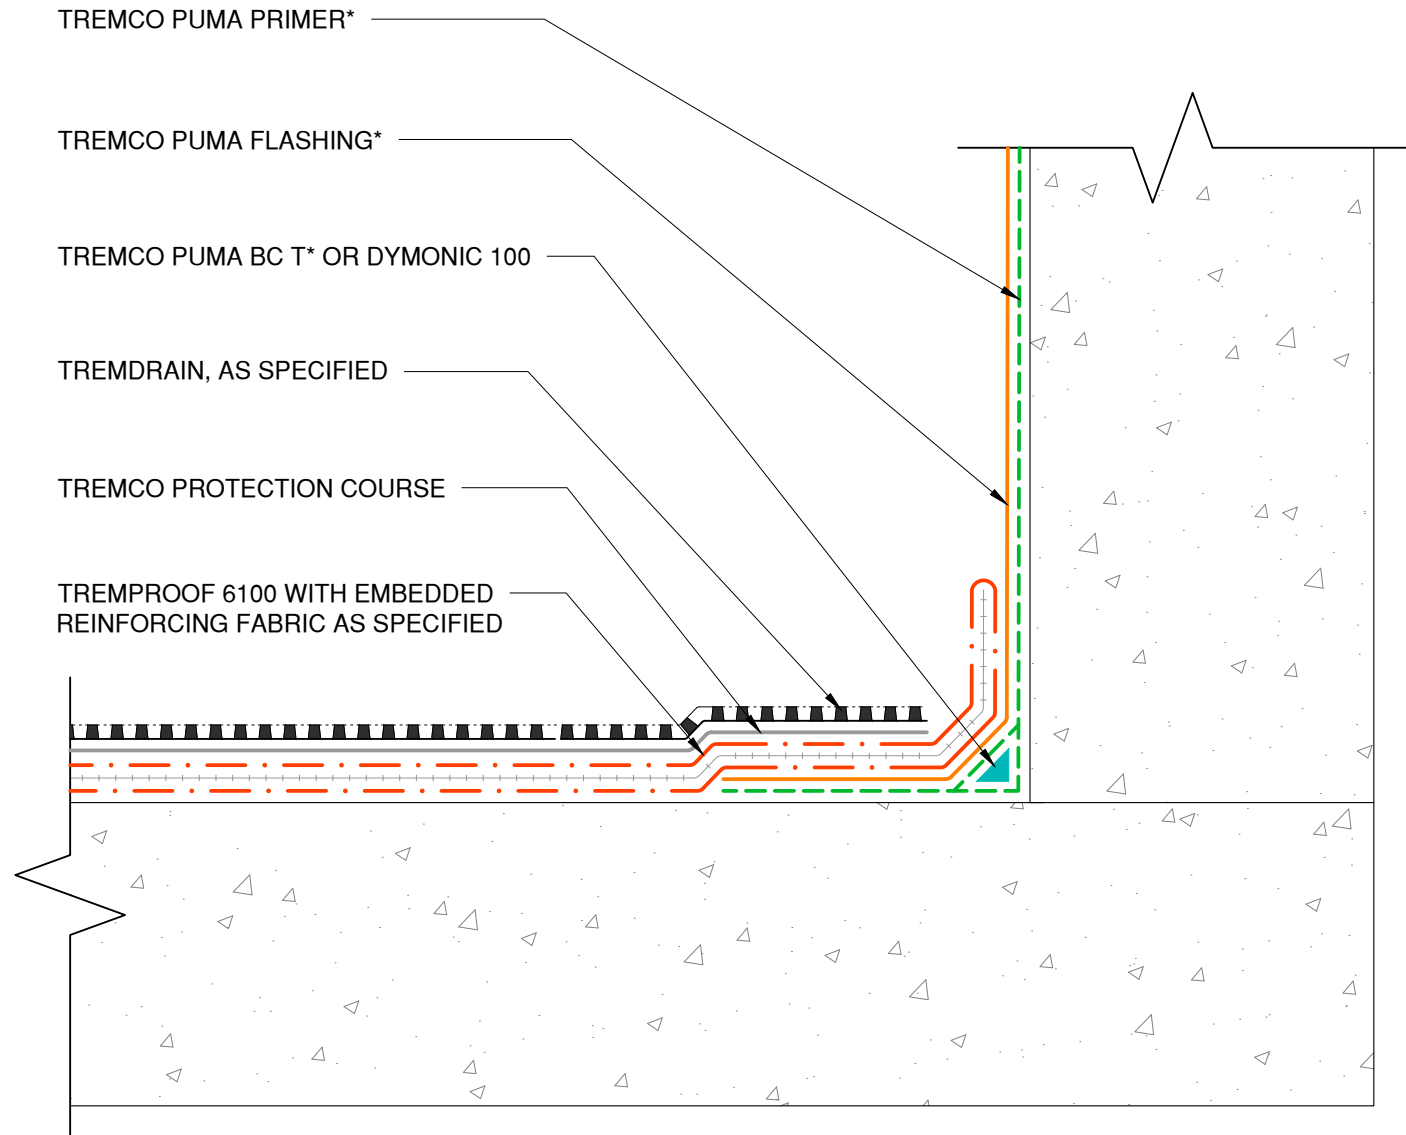 TREMCO PUMA PRIMER*
TREMCO PUMA FLASHING*
TREMCO PUMA BC T* OR DYMONIC 100
TREMDRAIN, AS SPECIFIED
TREMCO PROTECTION COURSE
TREMPROOF 6100 WITH EMBEDDED
REINFORCING FABRIC AS SPECIFIED